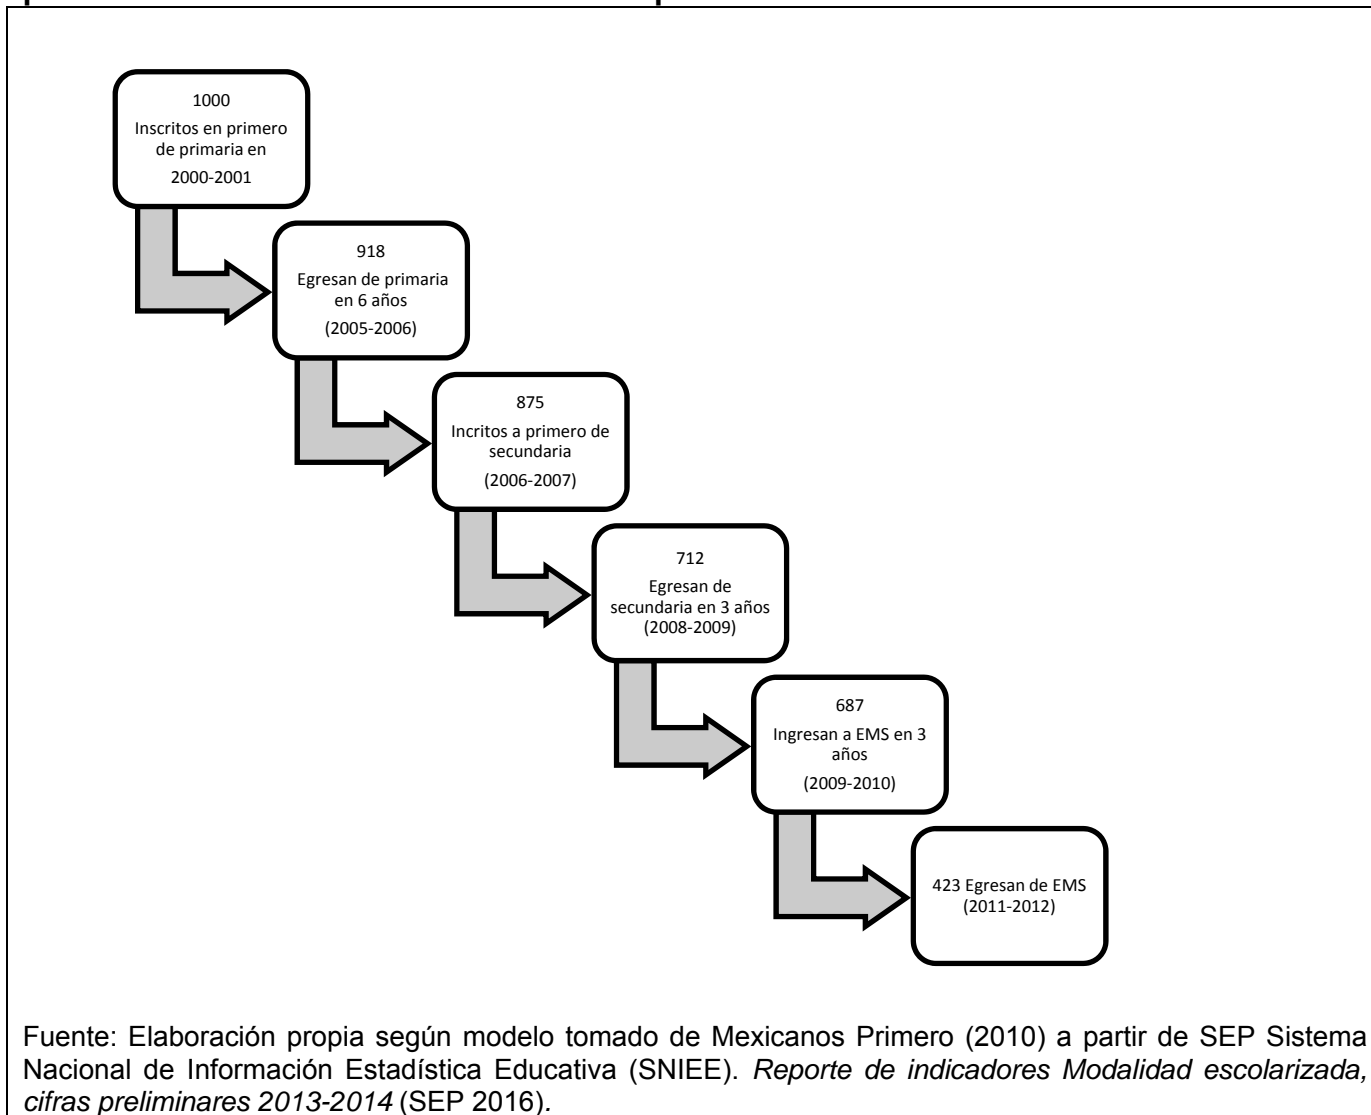 1000
Inscritos en primero
de primaria en
2000-2001
918
Egresan de primaria
en 6 años
(2005-2006)
875
Incritos a primero de
secundaria
(2006-2007)
712
Egresan de
secundaria en 3 años
(2008-2009)
687
Ingresan a EMS en 3
años
(2009-2010)
423 Egresan de EMS
(2011-2012)
Fuente: Elaboración propia según modelo tomado de Mexicanos Primero (2010) a partir de SEP Sistema
Nacional de Información Estadística Educativa (SNIEE). Reporte de indicadores Modalidad escolarizada,
cifras preliminares 2013-2014 (SEP 2016).